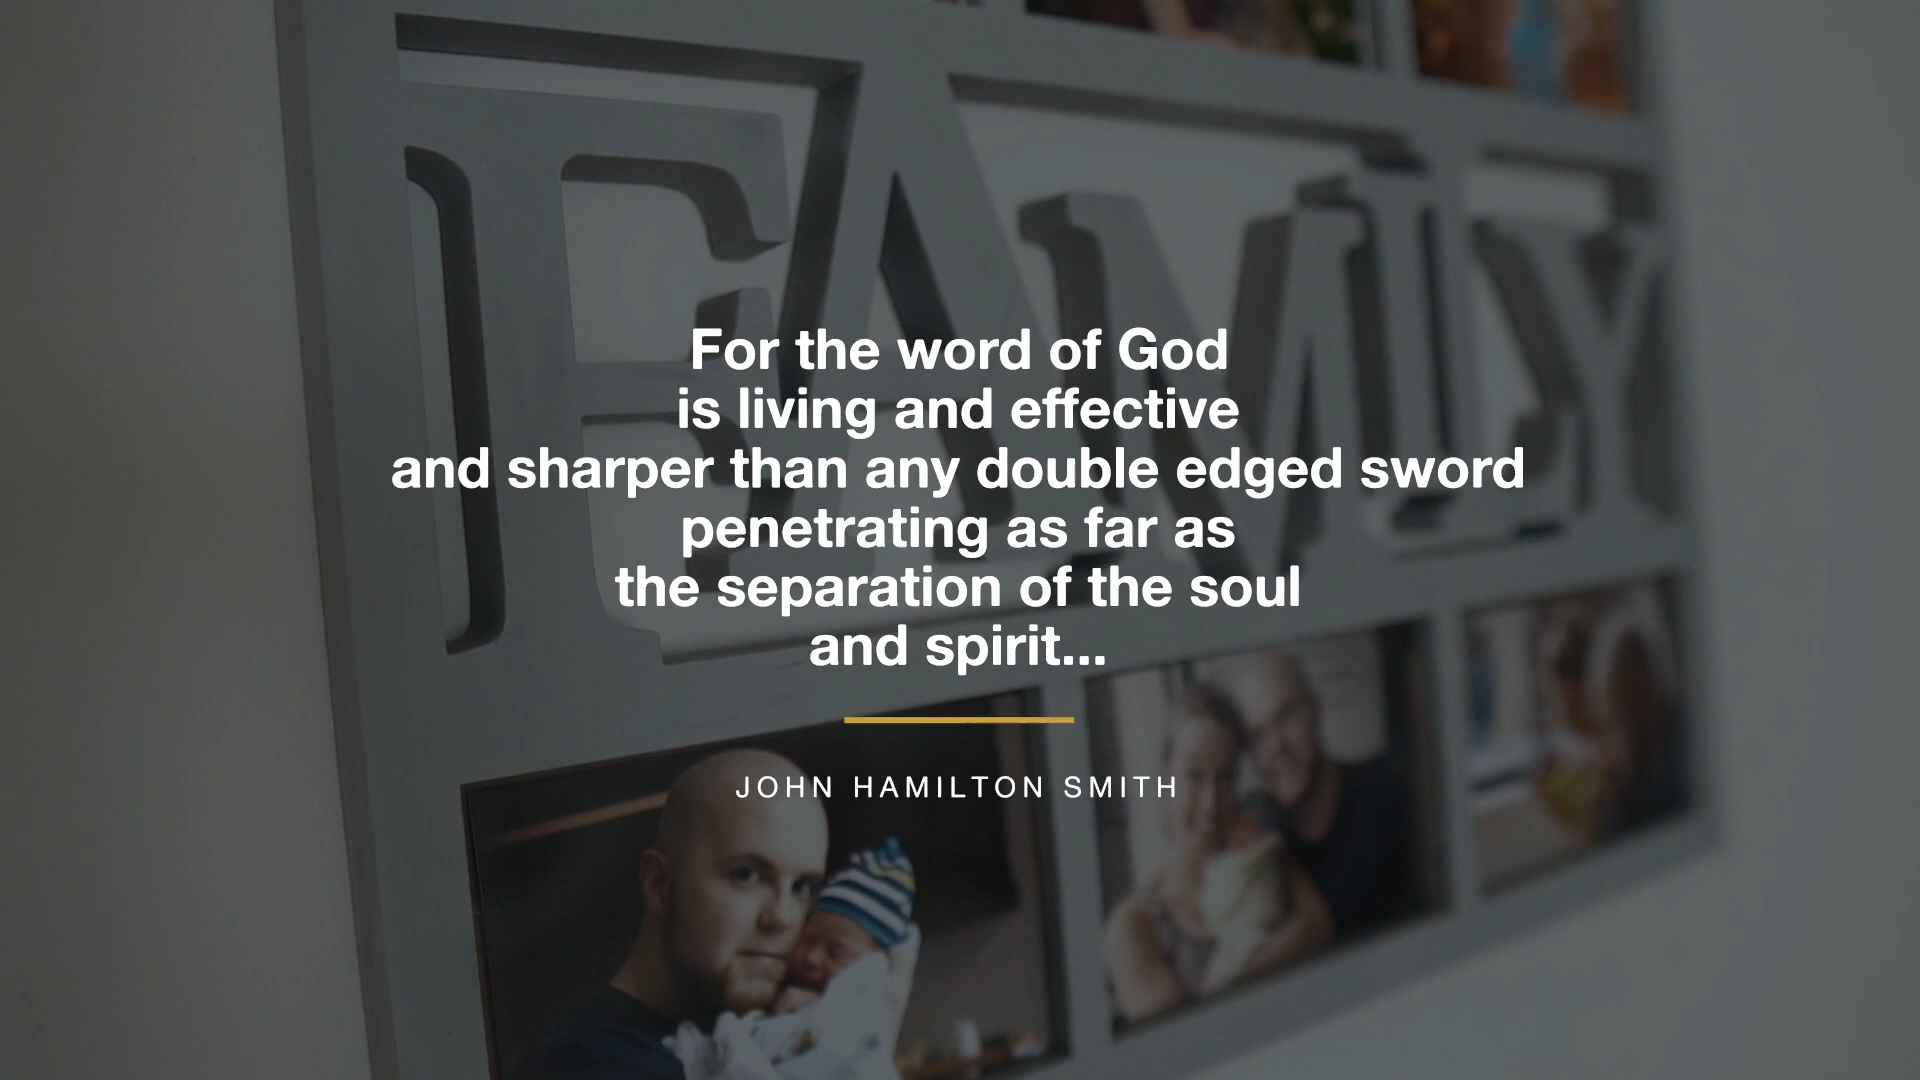 FAMILY
For the word of God
is living and effective
and sharper than any double edged sword
penetrating as far as
the separation of the soul
and spirit...
JOHN HAMILTON SMITH